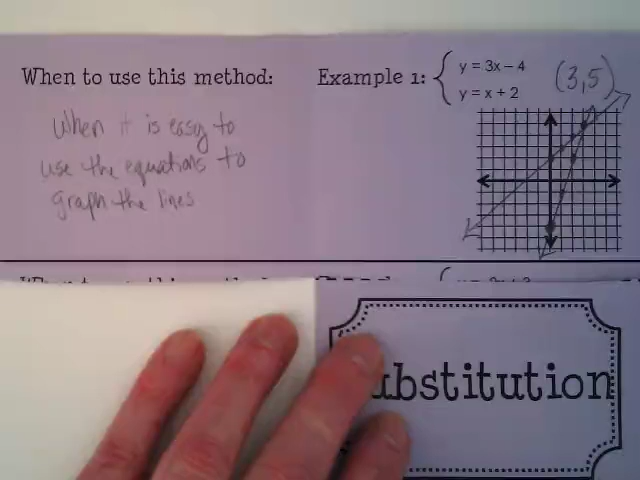 When to use this method:
Example 1:
y = 3x – 4
y = x + 2
(3,5)
When it is easy to
use the equations to
graph the lines
ubstitution